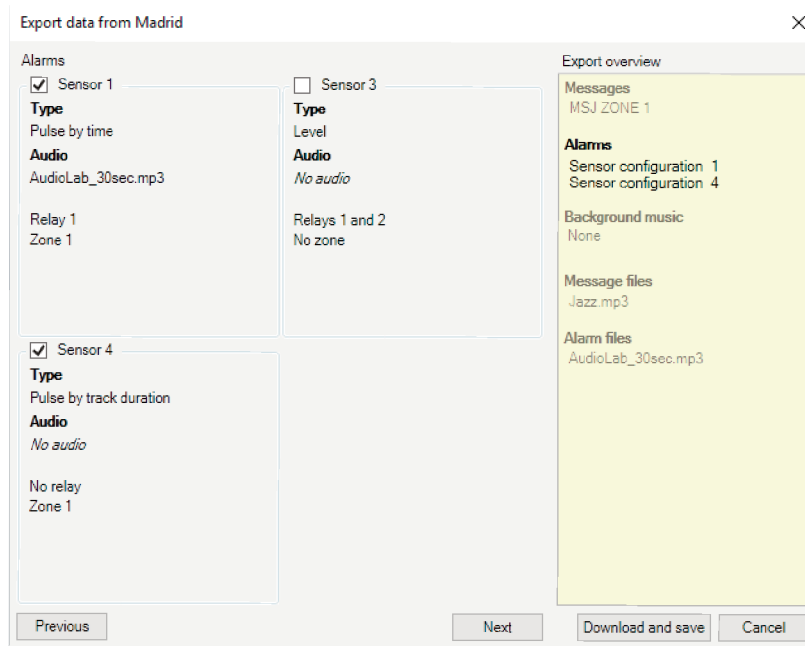 Export data from Madrid
Alarms
Sensor 1
Type
Pulse by time
Audio
AudioLab_30sec.mp3
Relay 1
Zone 1
Sensor 3
Type
Level
Audio
No audio
Relays 1 and 2
No zone
Sensor 4
Type
Pulse by track duration
Audio
No audio
No relay
Zone 1
Export overview
Messages
MSJ ZONE 1
Alarms
Sensor configuration 1
Sensor configuration 4
Background music
None
Message files
Jazz.mp3
Alarm files
AudioLab_30sec.mp3
Previous
Next
Download and save
Cancel